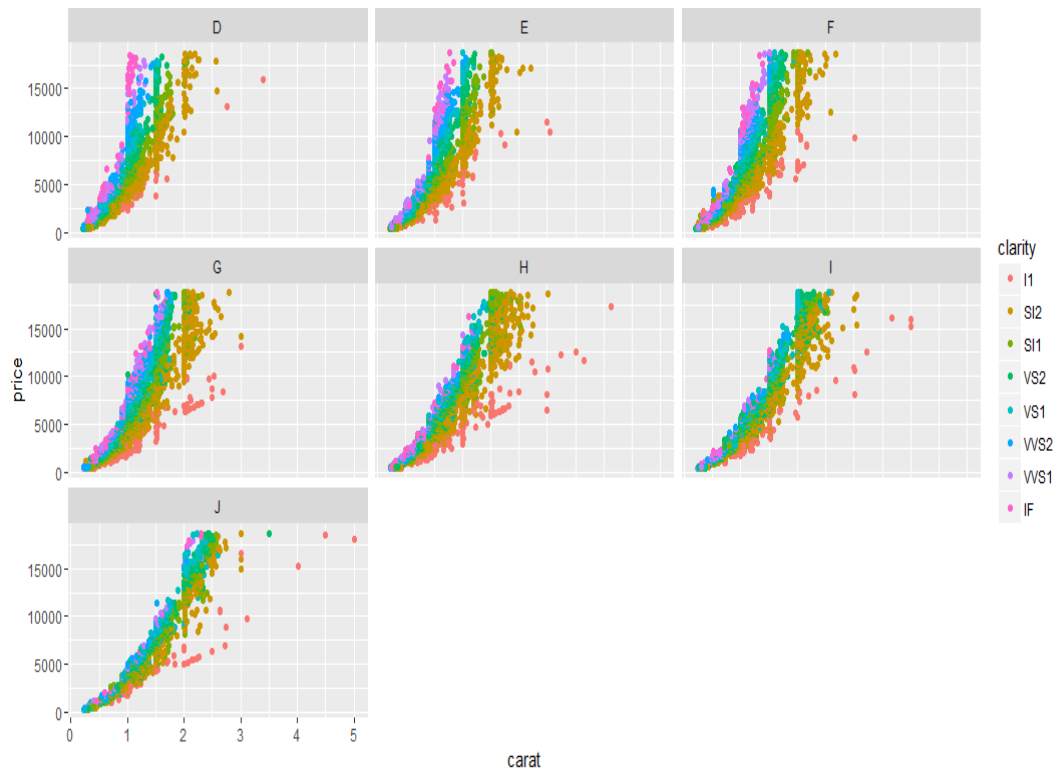 D E F
15000
10000
5000
0
G H I
15000
10000
5000
0
J
15000
10000
5000
0
0 1 2 3 4 5
price
carat
clarity
I1
SI2
SI1
VS2
VS1
VVS2
VVS1
IF